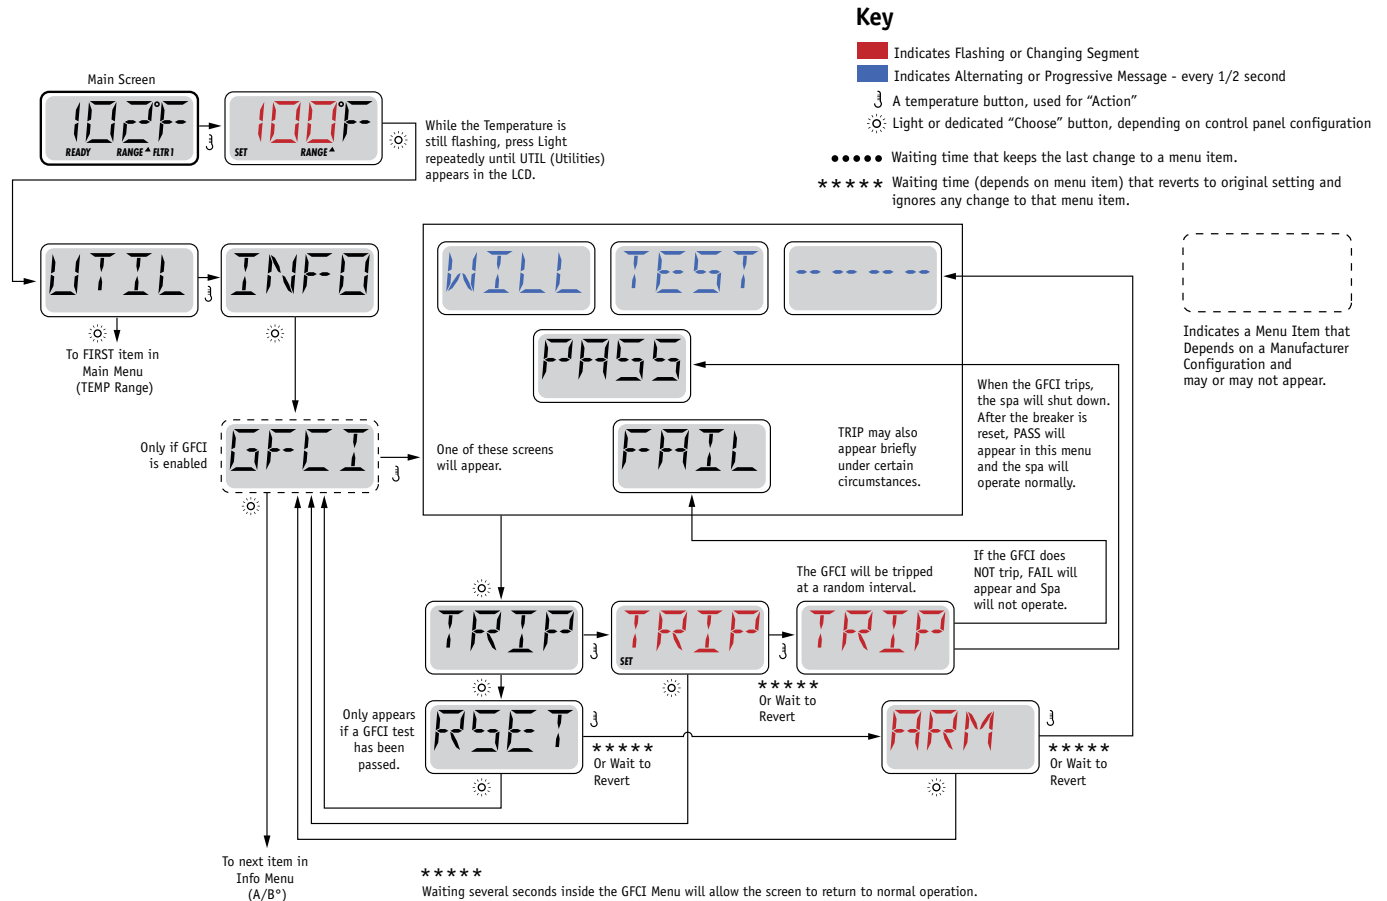 Key
Indicates Flashing or Changing Segment
Indicates Alternating or Progressive Message - every 1/2 second
A temperature button, used for “Action”
Light or dedicated “Choose” button, depending on control panel configuration
••••• Waiting time that keeps the last change to a menu item.
***** Waiting time (depends on menu item) that reverts to original setting and
ignores any change to that menu item.
Main Screen
102°F
READY RANGE FLTR1
100°F
SET RANGE
While the Temperature is
still flashing, press Light
repeatedly until UTIL (Utilities)
appears in the LCD.
UTIL
INFO
WILL
TEST
-- -- -- --
Indicates a Menu Item that
Depends on a Manufacturer
Configuration and
may or may not appear.
To FIRST item in
Main Menu
(TEMP Range)
PASS
When the GFCI trips,
the spa will shut down.
After the breaker is
reset, PASS will
appear in this menu
and the spa will
operate normally.
Only if GFCI
is enabled
GFCI
One of these screens
will appear.
FAIL
TRIP may also
appear briefly
under certain
circumstances.
If the GFCI does
NOT trip, FAIL will
appear and Spa
will not operate.
The GFCI will be tripped
at a random interval.
TRIP
TRIP
SET
TRIP
*****
Or Wait to
Revert
Only appears
if a GFCI test
has been
passed.
RSET
*****
Or Wait to
Revert
ARM
*****
Or Wait to
Revert
To next item in
Info Menu
(A/B°)
*****
Waiting several seconds inside the GFCI Menu will allow the screen to return to normal operation.